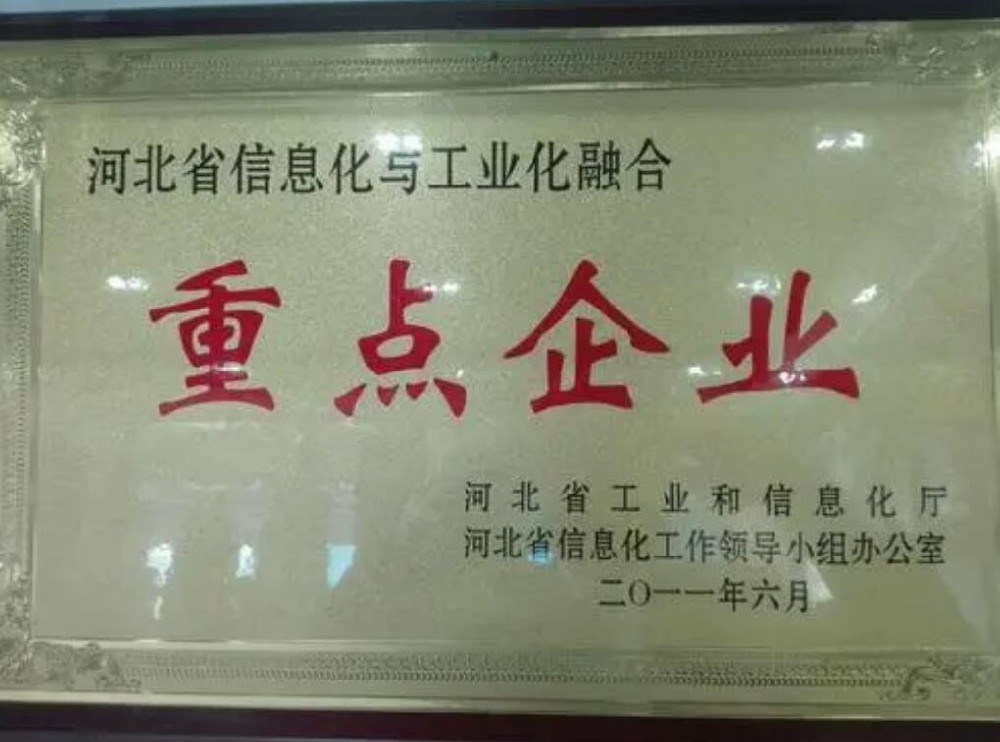 河北省信息化与工业化融合
重点企业
河北省工业和信息化厅
河北省信息化工作领导小组办公室
二〇一一年六月